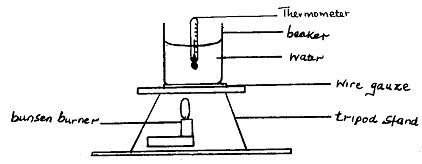 Thermometer
beaker
water
wire gauze
bunsen burner
tripod stand